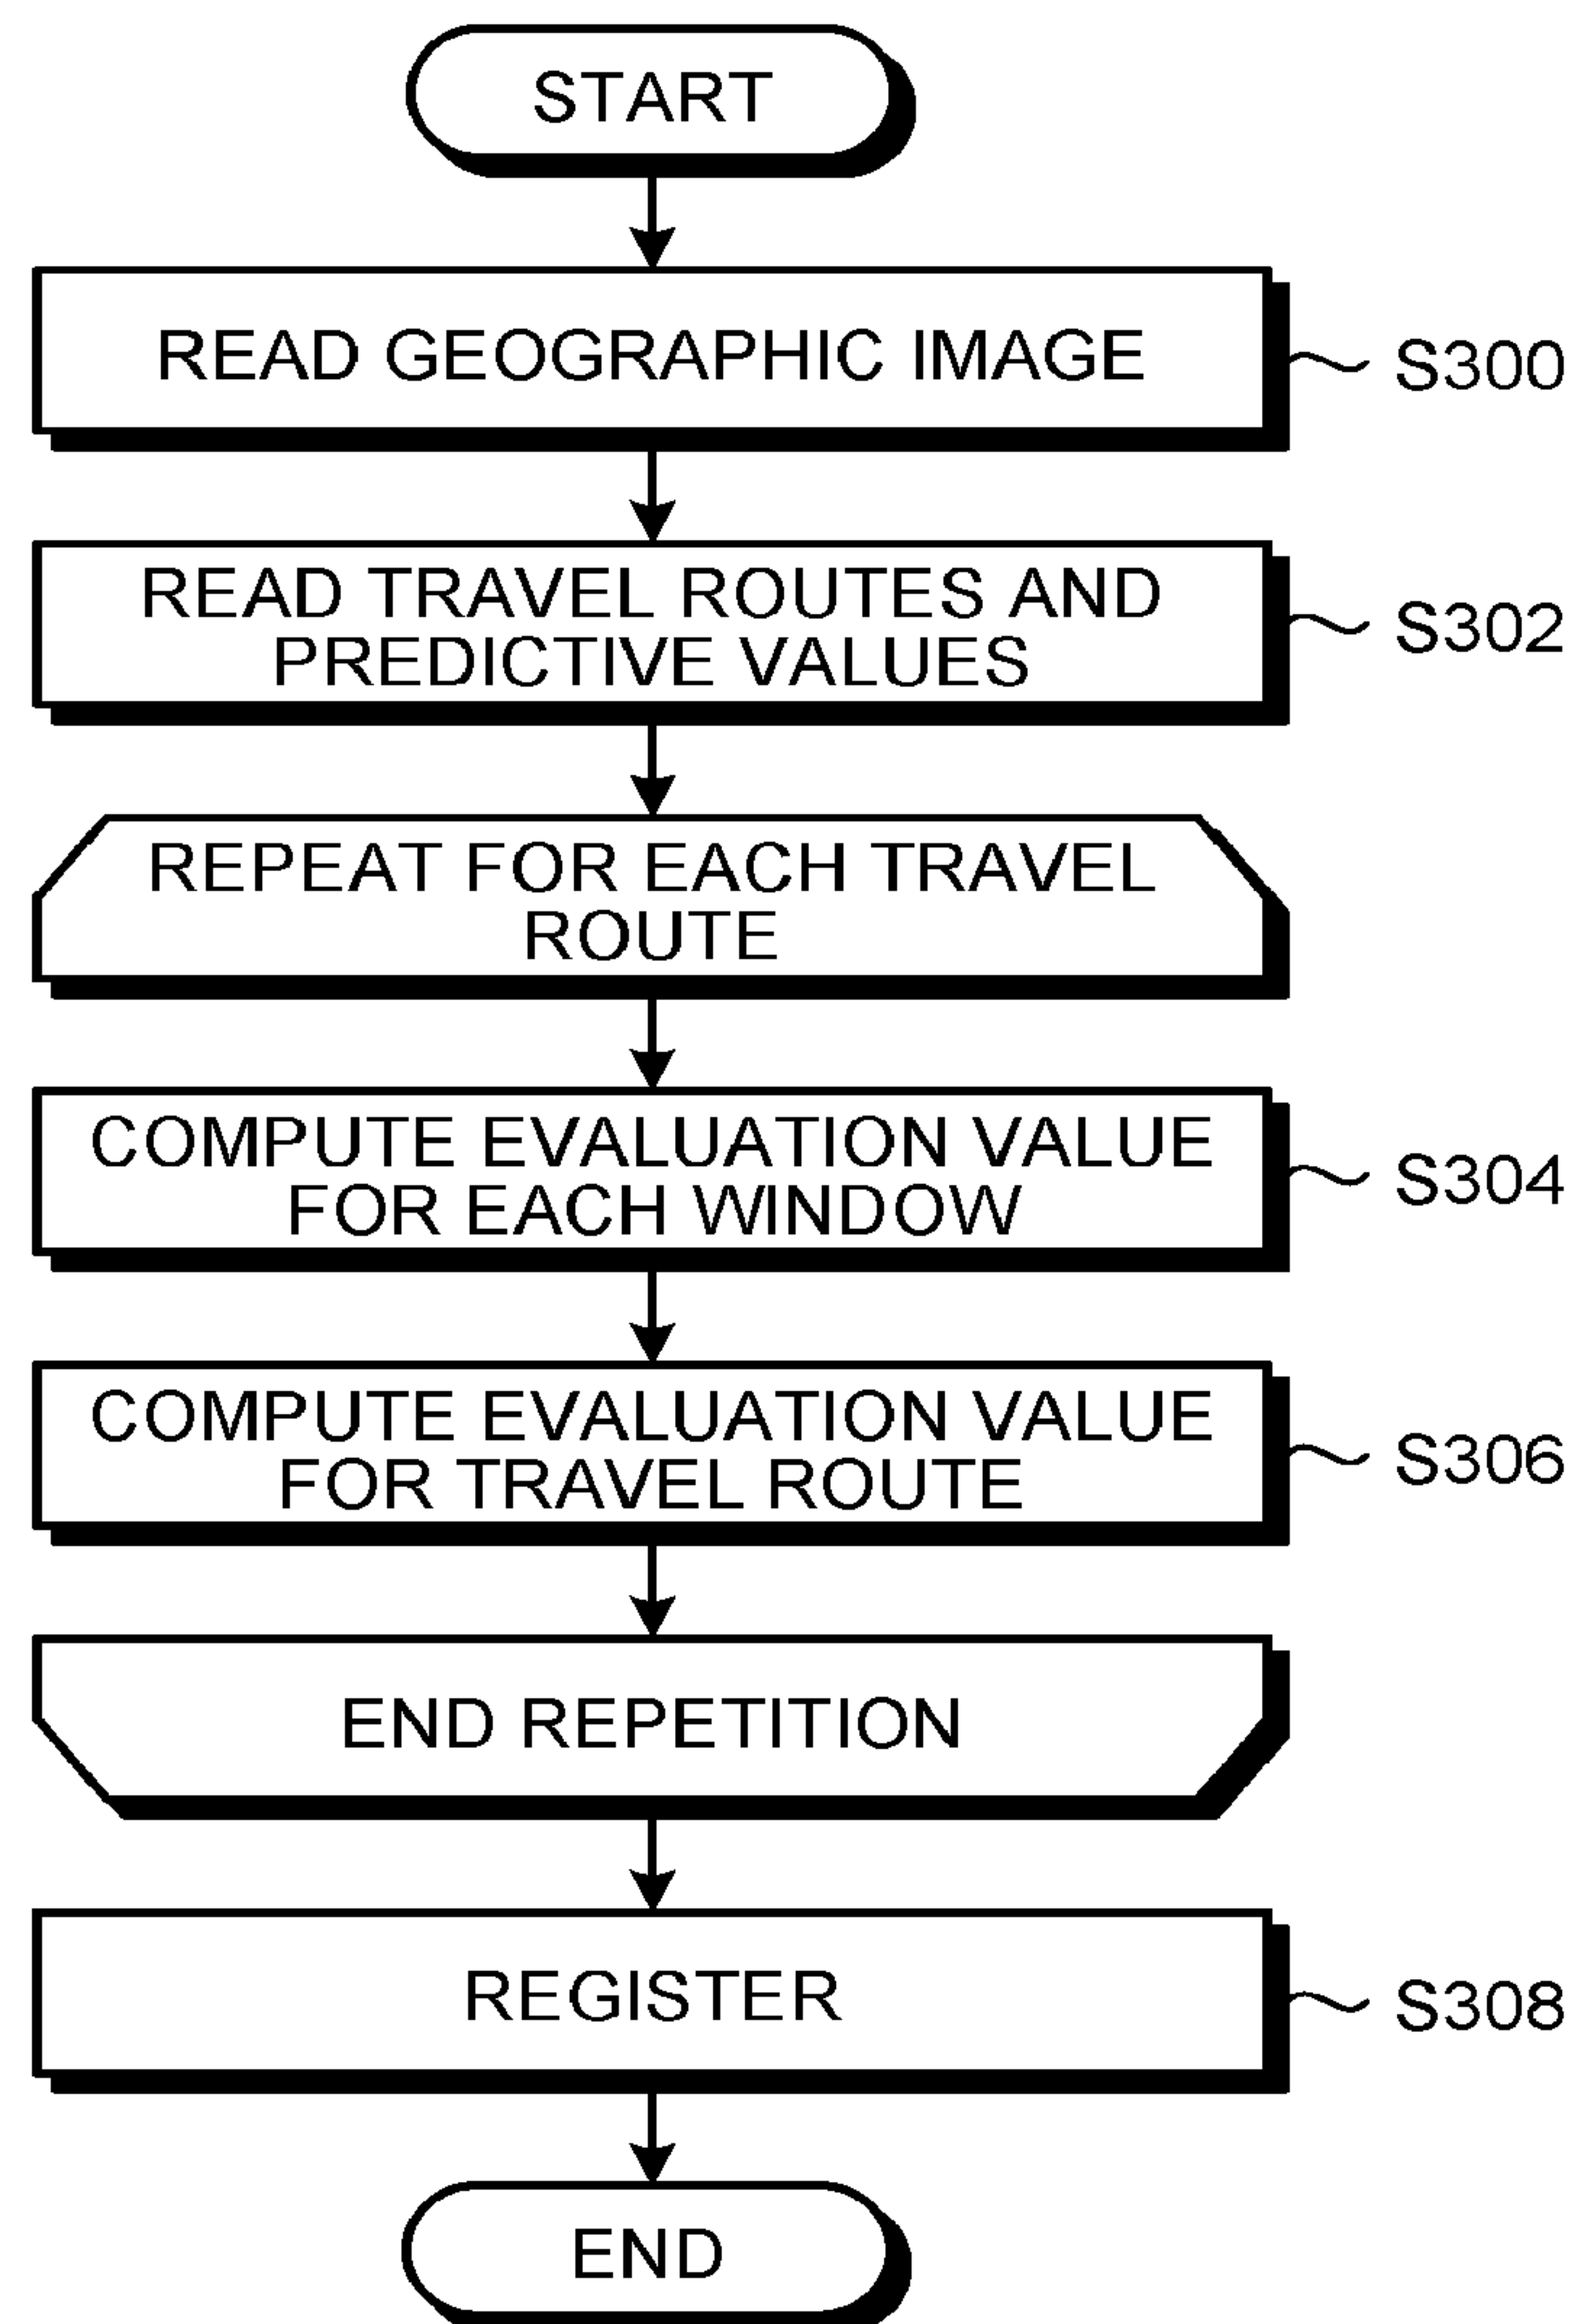 START
READ GEOGRAPHIC IMAGE
S300
READ TRAVEL ROUTES AND
PREDICTIVE VALUES
S302
REPEAT FOR EACH TRAVEL
ROUTE
COMPUTE EVALUATION VALUE
FOR EACH WINDOW
S304
COMPUTE EVALUATION VALUE
FOR TRAVEL ROUTE
S306
END REPETITION
REGISTER
S308
END